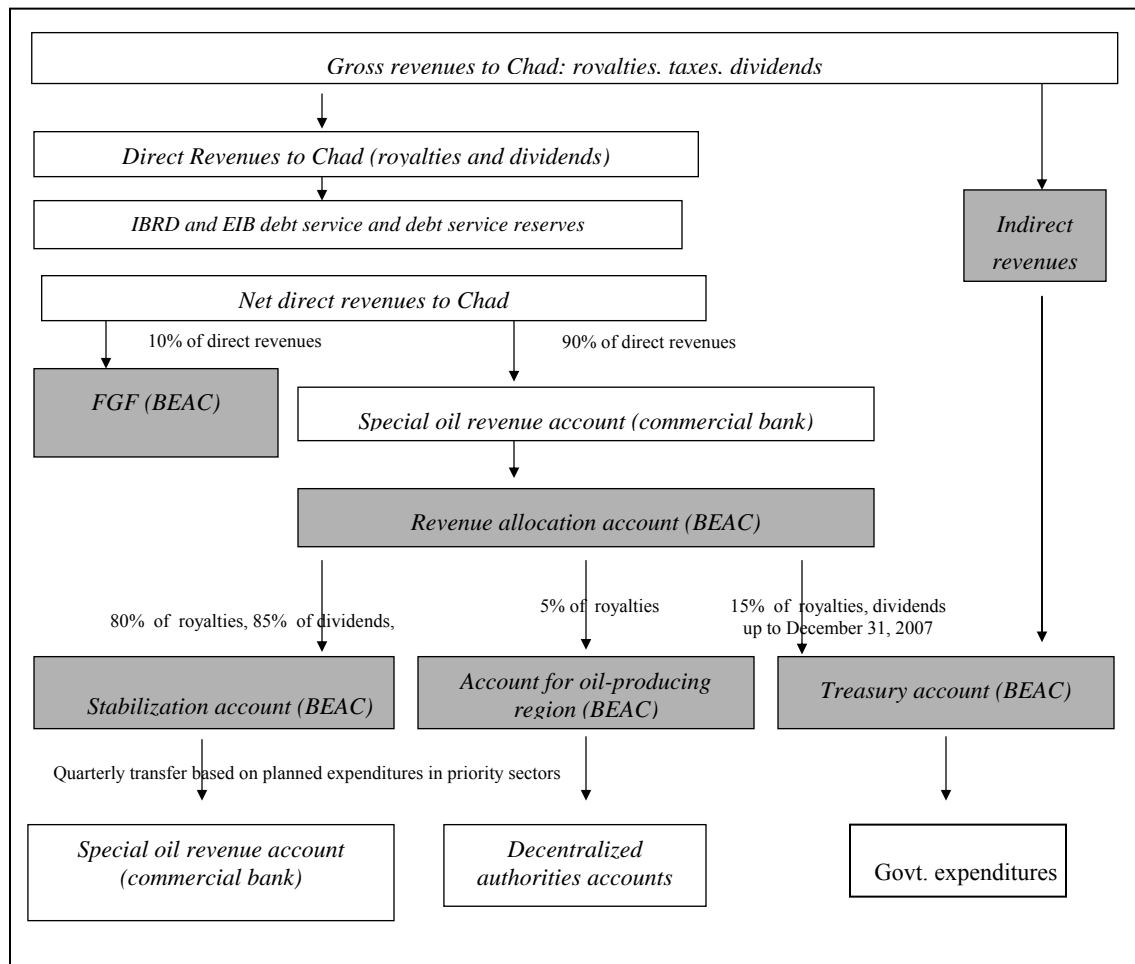 Gross revenues to Chad: royalties. taxes. dividends
Direct Revenues to Chad (royalties and dividends)
IBRD and EIB debt service and debt service reserves
Indirect
revenues
Net direct revenues to Chad
10% of direct revenues
90% of direct revenues
FGF (BEAC)
Special oil revenue account (commercial bank)
Revenue allocation account (BEAC)
80% of royalties, 85% of dividends,
5% of royalties
15% of royalties, dividends
up to December 31, 2007
Stabilization account (BEAC)
Account for oil-producing
region (BEAC)
Treasury account (BEAC)
Quarterly transfer based on planned expenditures in priority sectors
Special oil revenue account
(commercial bank)
Decentralized
authorities accounts
Govt. expenditures